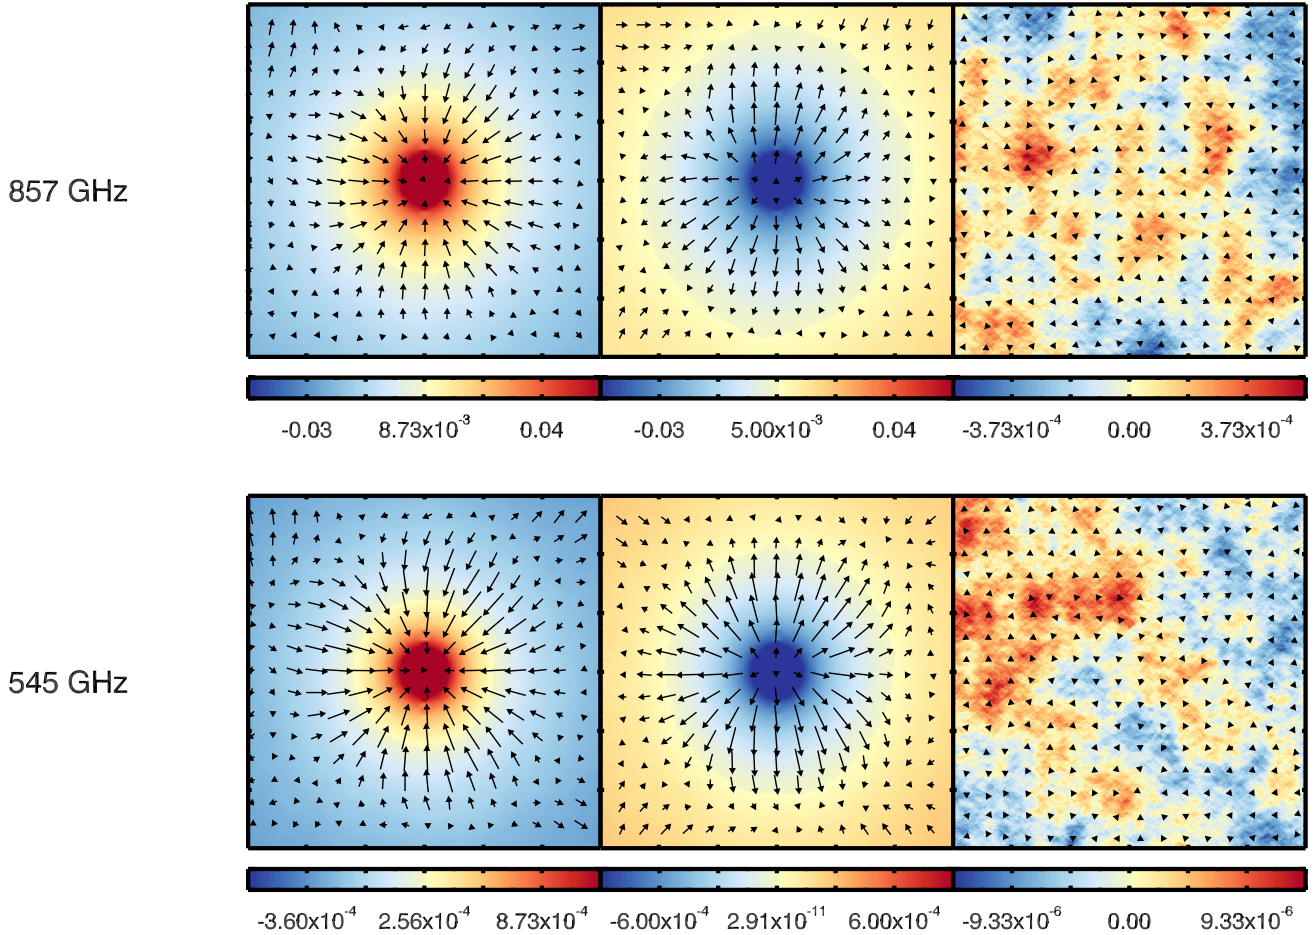 857 GHz
-0.03 8.73x10⁻³ 0.04 -0.03 5.00x10⁻³ 0.04 -3.73x10⁻⁴ 0.00 3.73x10⁻⁴
545 GHz
-3.60x10⁻⁴ 2.56x10⁻⁴ 8.73x10⁻⁴ -6.00x10⁻⁴ 2.91x10⁻¹¹ 6.00x10⁻⁴ -9.33x10⁻⁶ 0.00 9.33x10⁻⁶